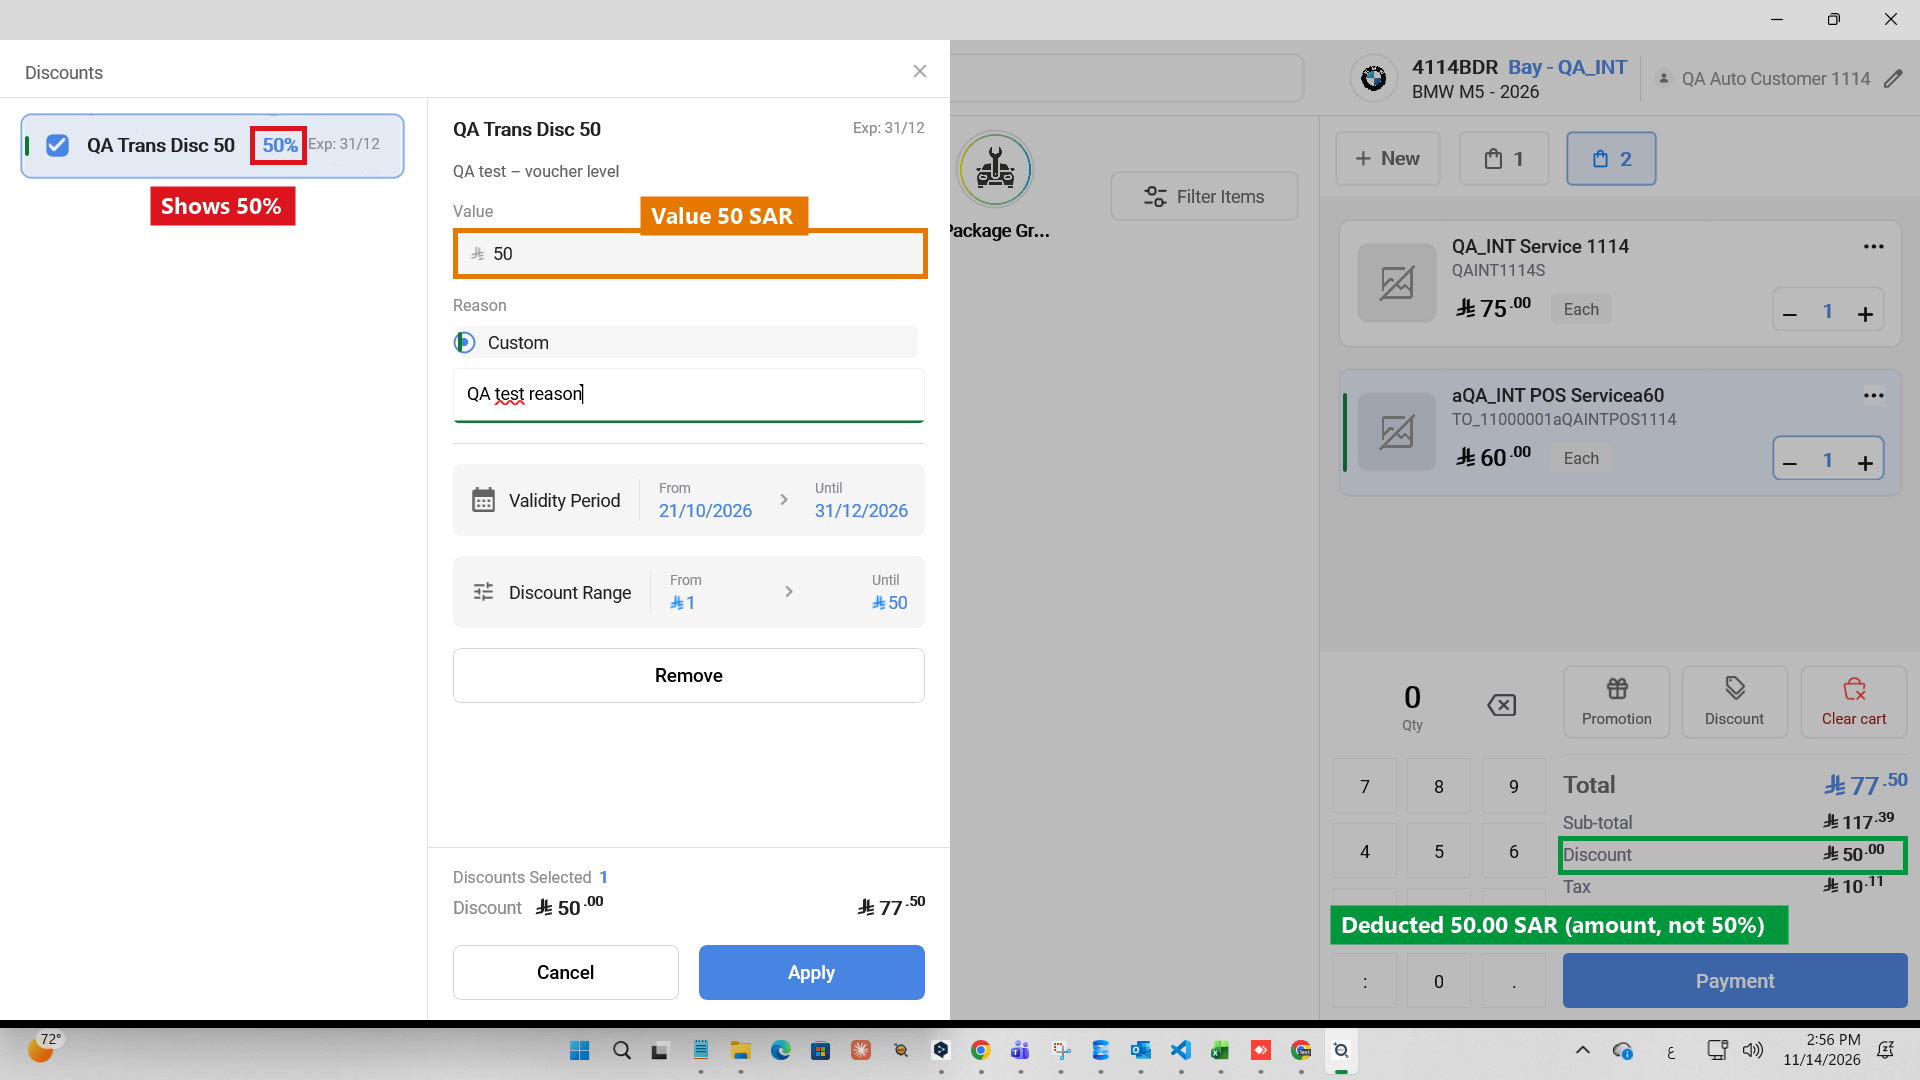 Discounts
QA Trans Disc 50 50% Exp: 31/12
Shows 50%
QA Trans Disc 50 Exp: 31/12
QA test – voucher level
Value
Value 50 SAR
50
Reason
Custom
QA test reason
Validity Period
From
21/10/2026
Until
31/12/2026
Discount Range
From
1
Until
50
Remove
Discounts Selected 1
Discount 50.00 77.50
Cancel
Apply
4114BDR Bay - QA_INT
BMW M5 - 2026
QA Auto Customer 1114
Package Gr...
Filter Items
+ New
1
2
QA_INT Service 1114
QAINT1114S
75.00 Each
– 1 +
aQA_INT POS Servicea60
TO_11000001aQAINTPOS1114
60.00 Each
– 1 +
0
Qty
Promotion
Discount
Clear cart
7 8 9
4 5 6
: 0 .
Total 77.50
Sub-total 117.39
Discount 50.00
Tax 10.11
Deducted 50.00 SAR (amount, not 50%)
Payment
72°
ع
2:56 PM
11/14/2026